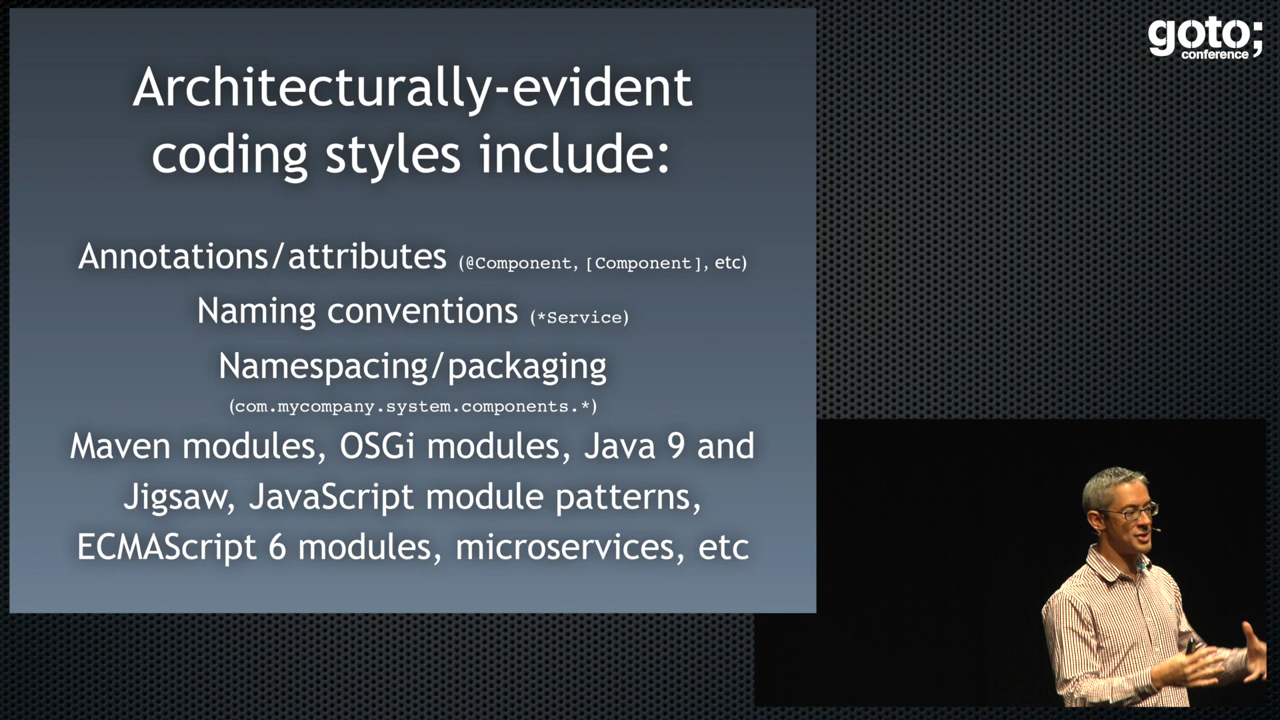 goto;
conference
Architecturally-evident
coding styles include:
Annotations/attributes (@Component, [Component], etc)
Naming conventions (*Service)
Namespacing/packaging
(com.mycompany.system.components.*)
Maven modules, OSGi modules, Java 9 and
Jigsaw, JavaScript module patterns,
ECMAScript 6 modules, microservices, etc